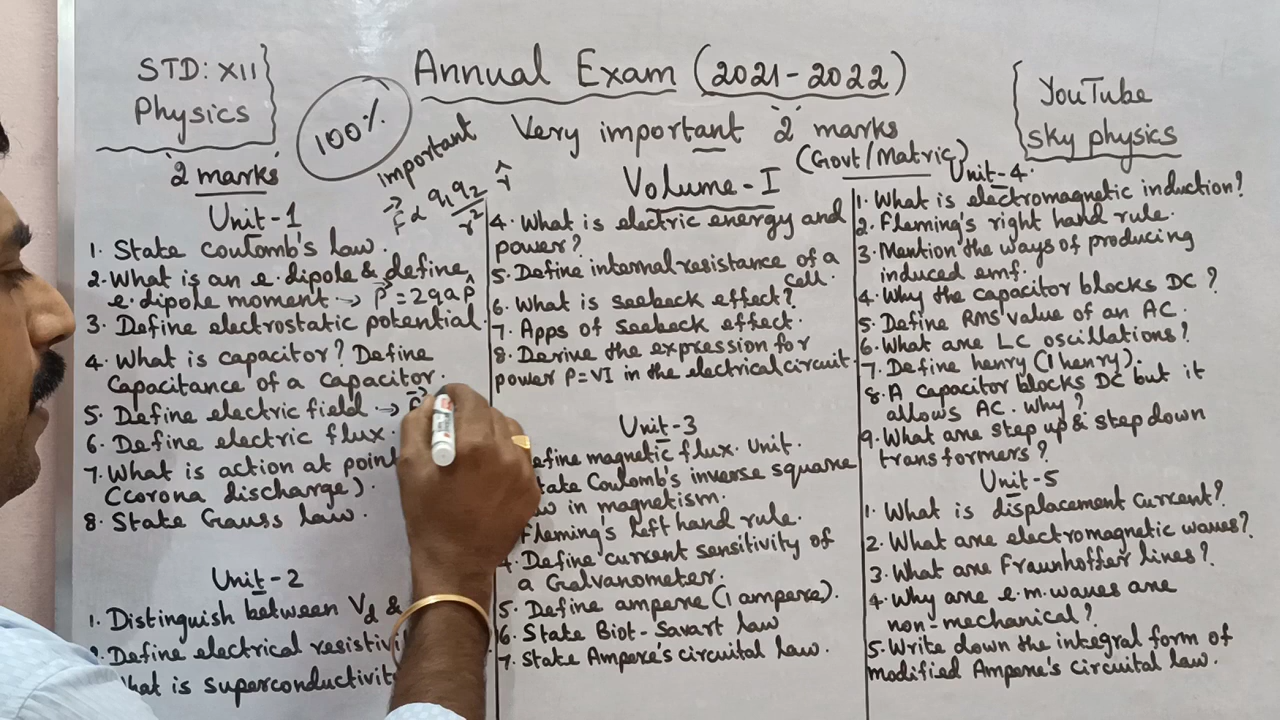 STD: XII
Physics
100%
important
Annual Exam (2021-2022)
Very important 2 marks
(Govt/Matric)
YouTube
sky physics
2 marks
Volume-I
Unit-1
F⃗ α q₁q₂/r² r̂
1. State Coulomb's law.
2. What is an e. dipole & define
e. dipole moment → P⃗ = 2qa p̂
3. Define electrostatic potential.
4. What is capacitor? Define
Capacitance of a capacitor.
5. Define electric field →
6. Define electric flux.
7. What is action at point
(corona discharge).
8. State Gauss law.
Unit-2
1. Distinguish between Vd &
Define electrical
What is superconductivity
4. What is electric energy and
power?
5. Define internal resistance of a
cell.
6. What is seebeck effect?
7. Apps of seebeck effect.
8. Derive the expression for
power P=VI in the electrical circuit.
Unit-3
magnetic flux. Unit.
Coulomb's inverse square
in magnetism.
Fleming's left hand rule.
4. Define current sensitivity of
a Galvanometer.
5. Define ampere (1 ampere).
6. State Biot-Savart law
7. State Ampere's circuital law.
Unit-4
1. What is electromagnetic induction?
2. Fleming's right hand rule.
3. Mention the ways of producing
induced emf.
4. Why the capacitor blocks DC?
5. Define RMS value of an AC.
6. What are LC oscillations?
7. Define henry (1 henry).
8. A capacitor blocks DC but it
allows AC. Why?
9. What are step up & step down
transformers?
Unit-5
1. What is displacement current?
2. What are electromagnetic waves?
3. What are Fraunhoffer lines?
4. Why are e.m. waves are
non-mechanical?
5. Write down the integral form of
modified Ampere's circuital law.